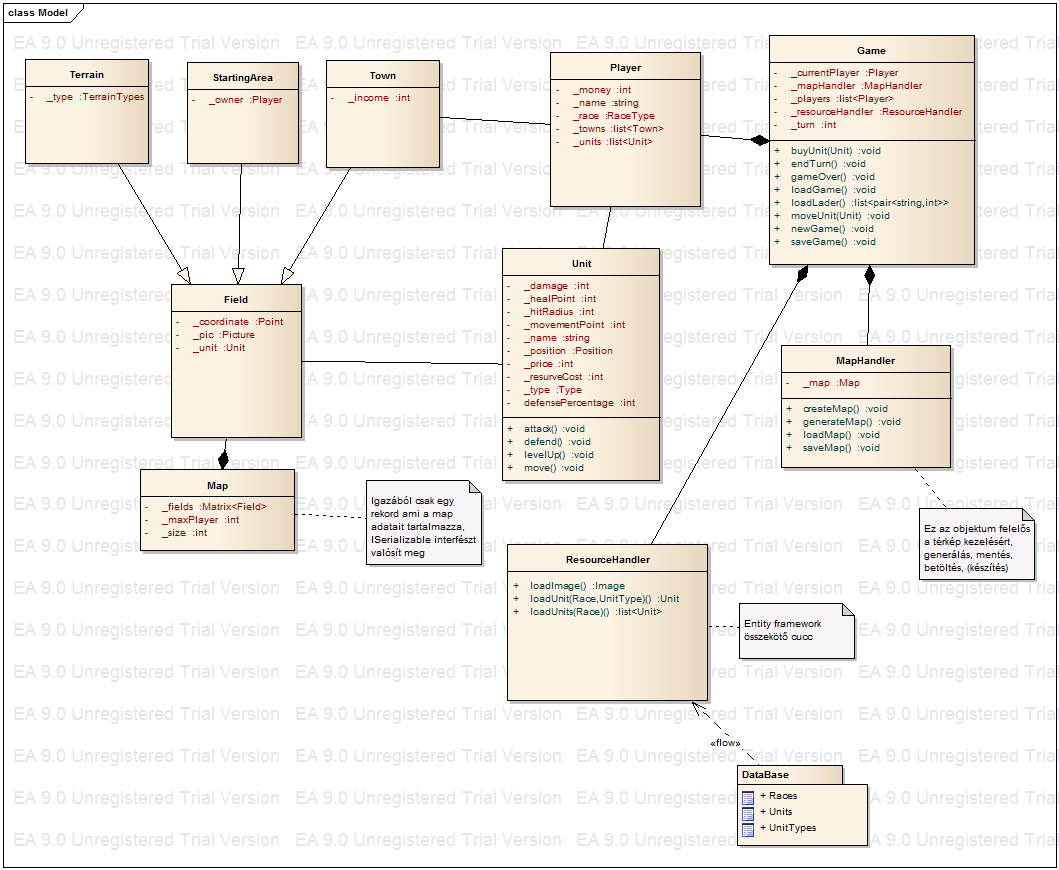 class Model
Terrain
- _type :TerrainTypes
StartingArea
- _owner :Player
Town
- _income :int
Player
- _money :int
- _name :string
- _race :RaceType
- _towns :list<Town>
- _units :list<Unit>
Game
- _currentPlayer :Player
- _mapHandler :MapHandler
- _players :list<Player>
- _resourceHandler :ResourceHandler
- _turn :int
+ buyUnit(Unit) :void
+ endTurn() :void
+ gameOver() :void
+ loadGame() :void
+ loadLader() :list<pair<string,int>>
+ moveUnit(Unit) :void
+ newGame() :void
+ saveGame() :void
Field
- _coordinate :Point
- _pic :Picture
- _unit :Unit
Unit
- _damage :int
- _healPoint :int
- _hitRadius :int
- _movementPoint :int
- _name :string
- _position :Position
- _price :int
- _resurveCost :int
- _type :Type
- defensePercentage :int
+ attack() :void
+ defend() :void
+ levelUp() :void
+ move() :void
MapHandler
- _map :Map
+ createMap() :void
+ generateMap() :void
+ loadMap() :void
+ saveMap() :void
Map
- _fields :Matrix<Field>
- _maxPlayer :int
- _size :int
Igazából csak egy
rekord ami a map
adatait tartalmazza,
ISerializable interfészt
valósít meg
Ez az objektum felelős
a térkép kezelésért,
generálás, mentés,
betöltés, (készítés)
ResourceHandler
+ loadImage() :Image
+ loadUnit(Race,UnitType)() :Unit
+ loadUnits(Race)() :list<Unit>
Entity framework
összekötő cucc
«flow»
DataBase
+ Races
+ Units
+ UnitTypes
EA 9.0 Unregistered Trial Version